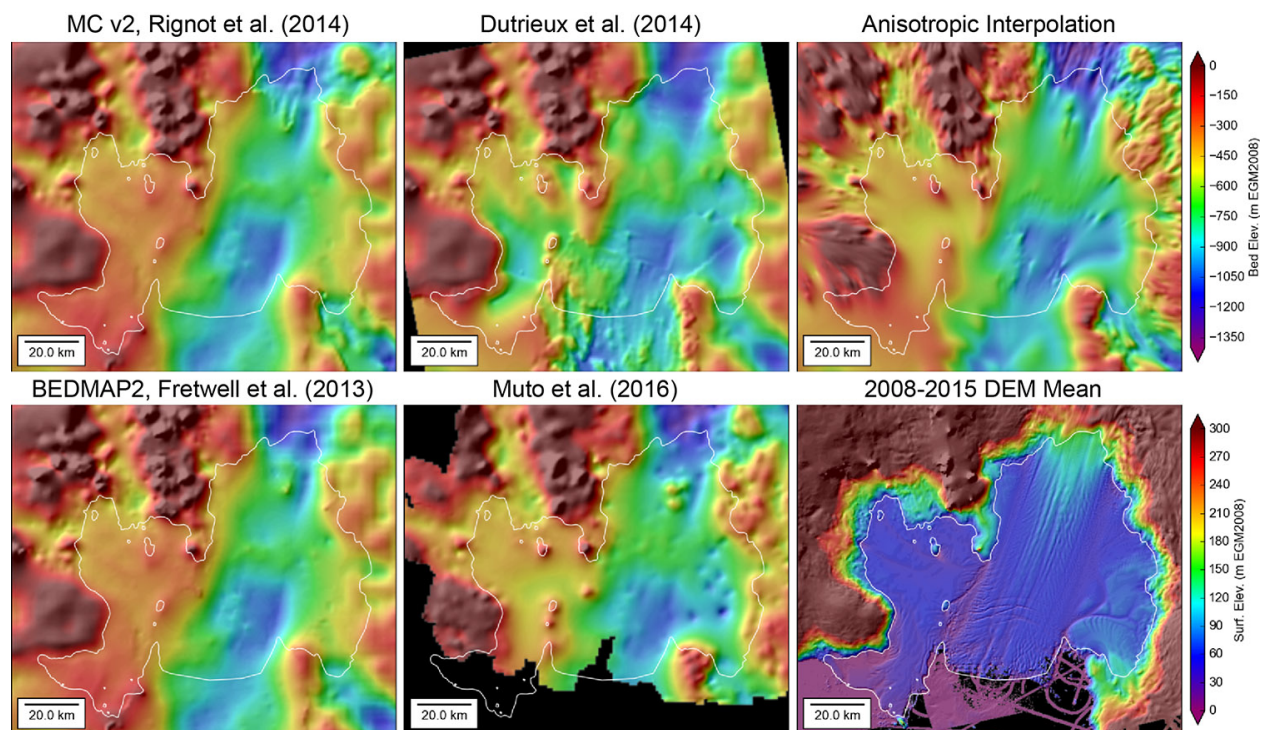 MC v2, Rignot et al. (2014)
Dutrieux et al. (2014)
Anisotropic Interpolation
20.0 km
20.0 km
20.0 km
0
−150
−300
−450
−600
−750
−900
−1050
−1200
−1350
Bed Elev. (m EGM2008)
BEDMAP2, Fretwell et al. (2013)
Muto et al. (2016)
2008-2015 DEM Mean
20.0 km
20.0 km
20.0 km
300
270
240
210
180
150
120
90
60
30
0
Surf. Elev. (m EGM2008)